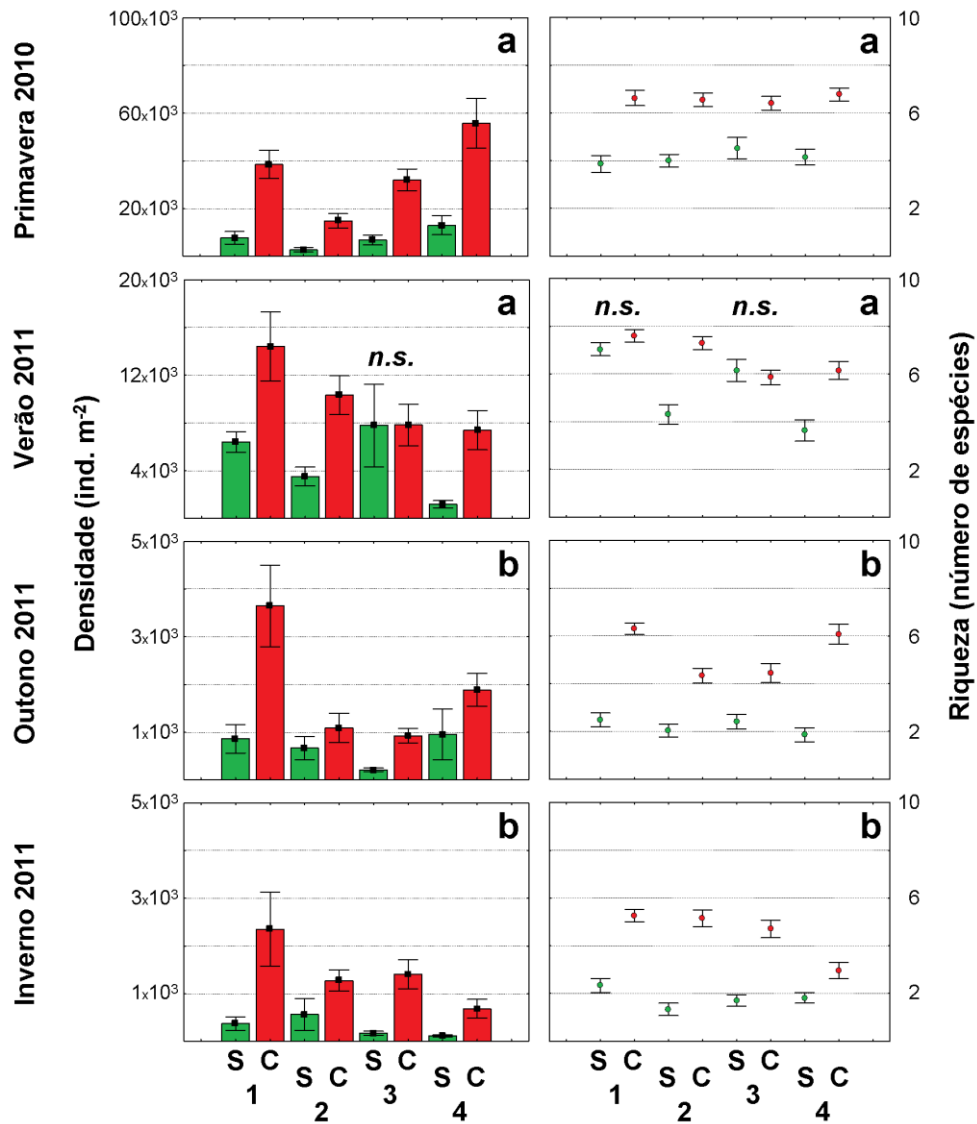 Primavera 2010
Verão 2011
Outono 2011
Inverno 2011
Densidade (ind. m⁻²)
100x10³
60x10³
20x10³
a
a
10
6
2
20x10³
12x10³
4x10³
n.s.
a
n.s.
n.s.
a
10
6
2
5x10³
3x10³
1x10³
b
b
10
6
2
5x10³
3x10³
1x10³
b
b
10
6
2
Riqueza (número de espécies)
S C S C S C S C
1 2 3 4
S C S C S C S C
1 2 3 4